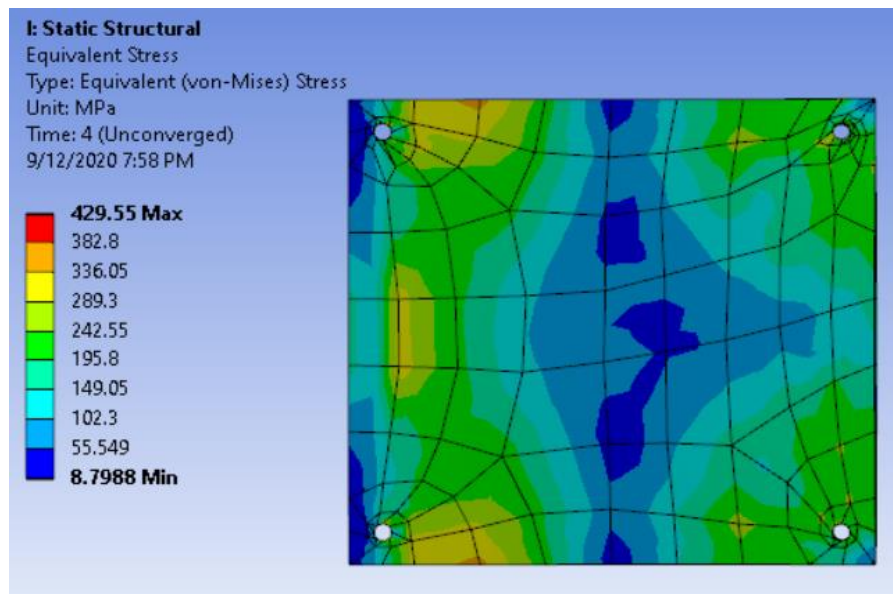 I: Static Structural
Equivalent Stress
Type: Equivalent (von-Mises) Stress
Unit: MPa
Time: 4 (Unconverged)
9/12/2020 7:58 PM
429.55 Max
382.8
336.05
289.3
242.55
195.8
149.05
102.3
55.549
8.7988 Min